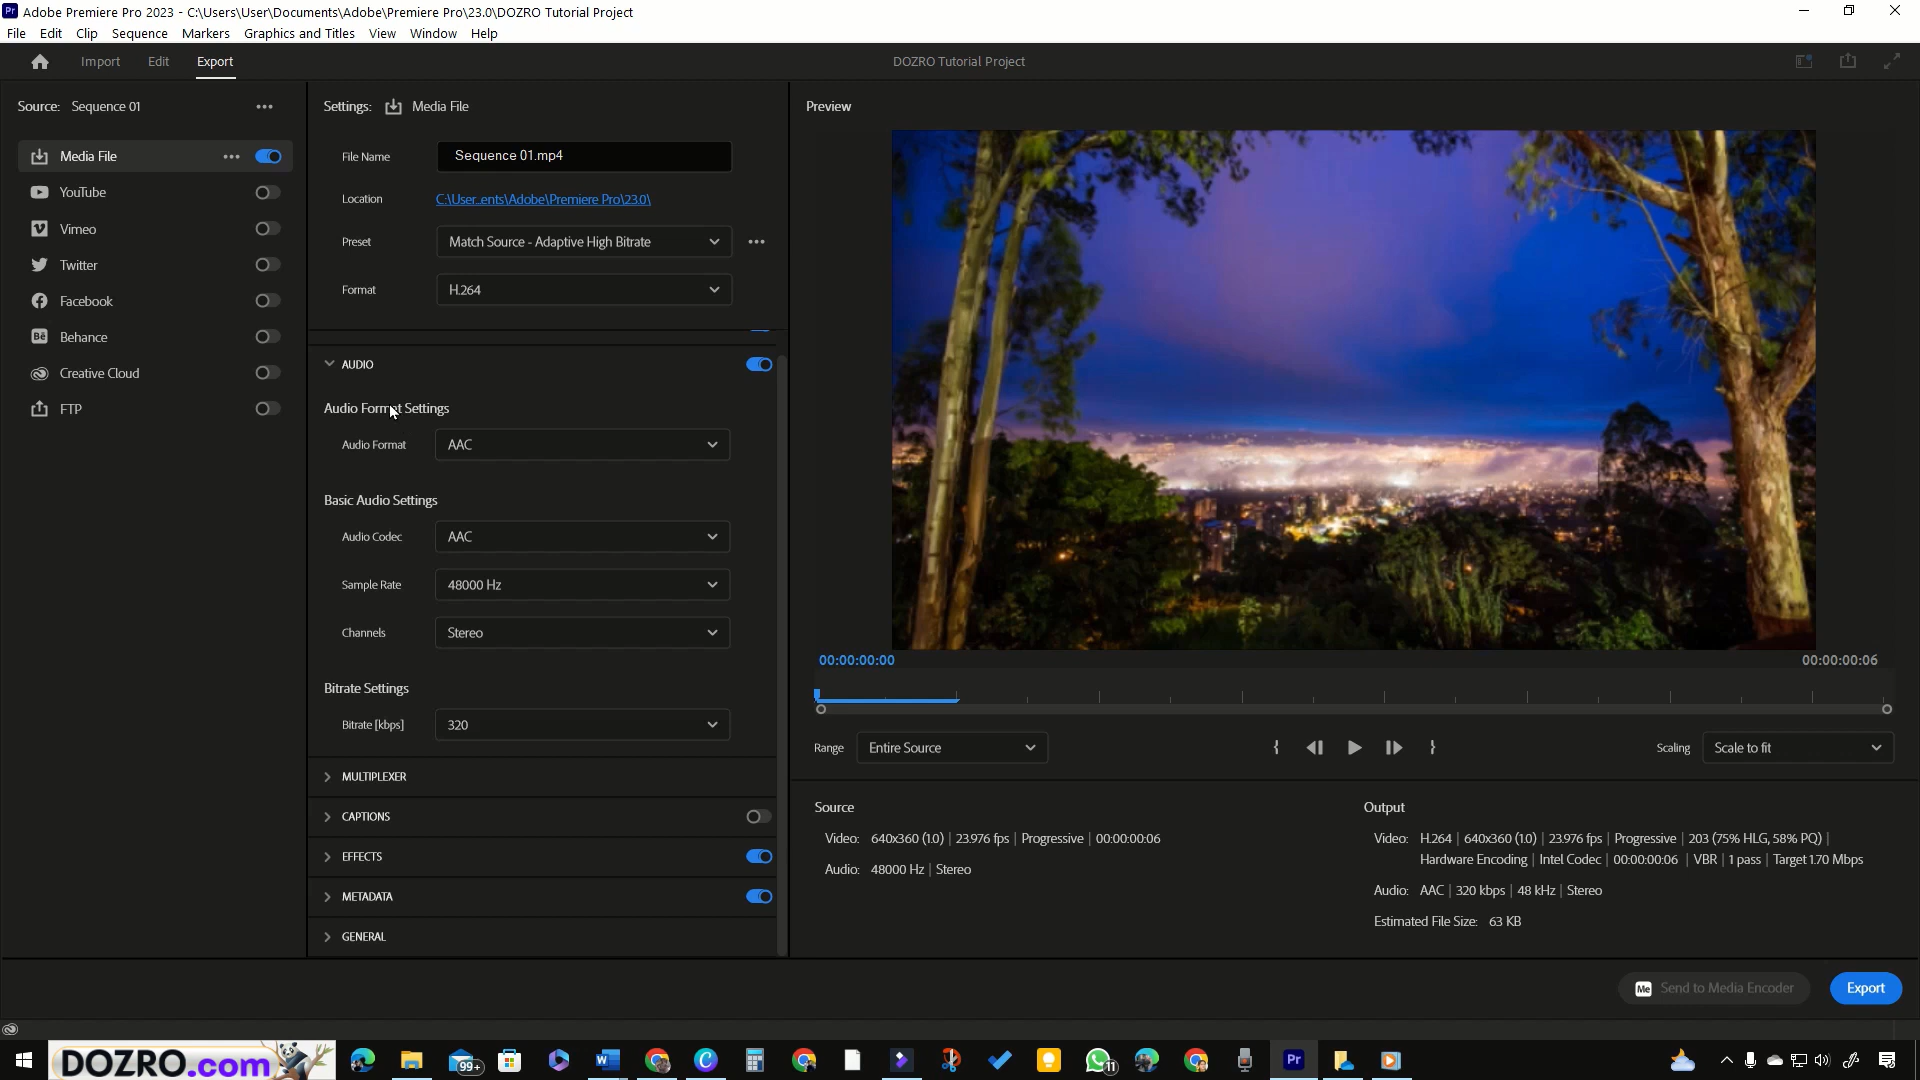 Adobe Premiere Pro 2023 - C:\Users\User\Documents\Adobe\Premiere Pro\23.0\DOZRO Tutorial Project
File Edit Clip Sequence Markers Graphics and Titles View Window Help
Import Edit Export
DOZRO Tutorial Project
Source: Sequence 01
Media File
YouTube
Vimeo
Twitter
Facebook
Behance
Creative Cloud
FTP
Settings: Media File
File Name Sequence 01.mp4
Location C:\User...ents\Adobe\Premiere Pro\23.0\
Preset Match Source - Adaptive High Bitrate
Format H.264
AUDIO
Audio Format Settings
Audio Format AAC
Basic Audio Settings
Audio Codec AAC
Sample Rate 48000 Hz
Channels Stereo
Bitrate Settings
Bitrate [kbps] 320
MULTIPLEXER
CAPTIONS
EFFECTS
METADATA
GENERAL
Preview
00:00:00:00
00:00:00:06
Range Entire Source
Scaling Scale to fit
Source
Video: 640x360 (1.0) | 23.976 fps | Progressive | 00:00:00:06
Audio: 48000 Hz | Stereo
Output
Video: H.264 | 640x360 (1.0) | 23.976 fps | Progressive | 203 (75% HLG, 58% PQ) |
Hardware Encoding | Intel Codec | 00:00:00:06 | VBR | 1 pass | Target 1.70 Mbps
Audio: AAC | 320 kbps | 48 kHz | Stereo
Estimated File Size: 63 KB
Me Send to Media Encoder
Export
DOZRO.com
99+
11
Pr